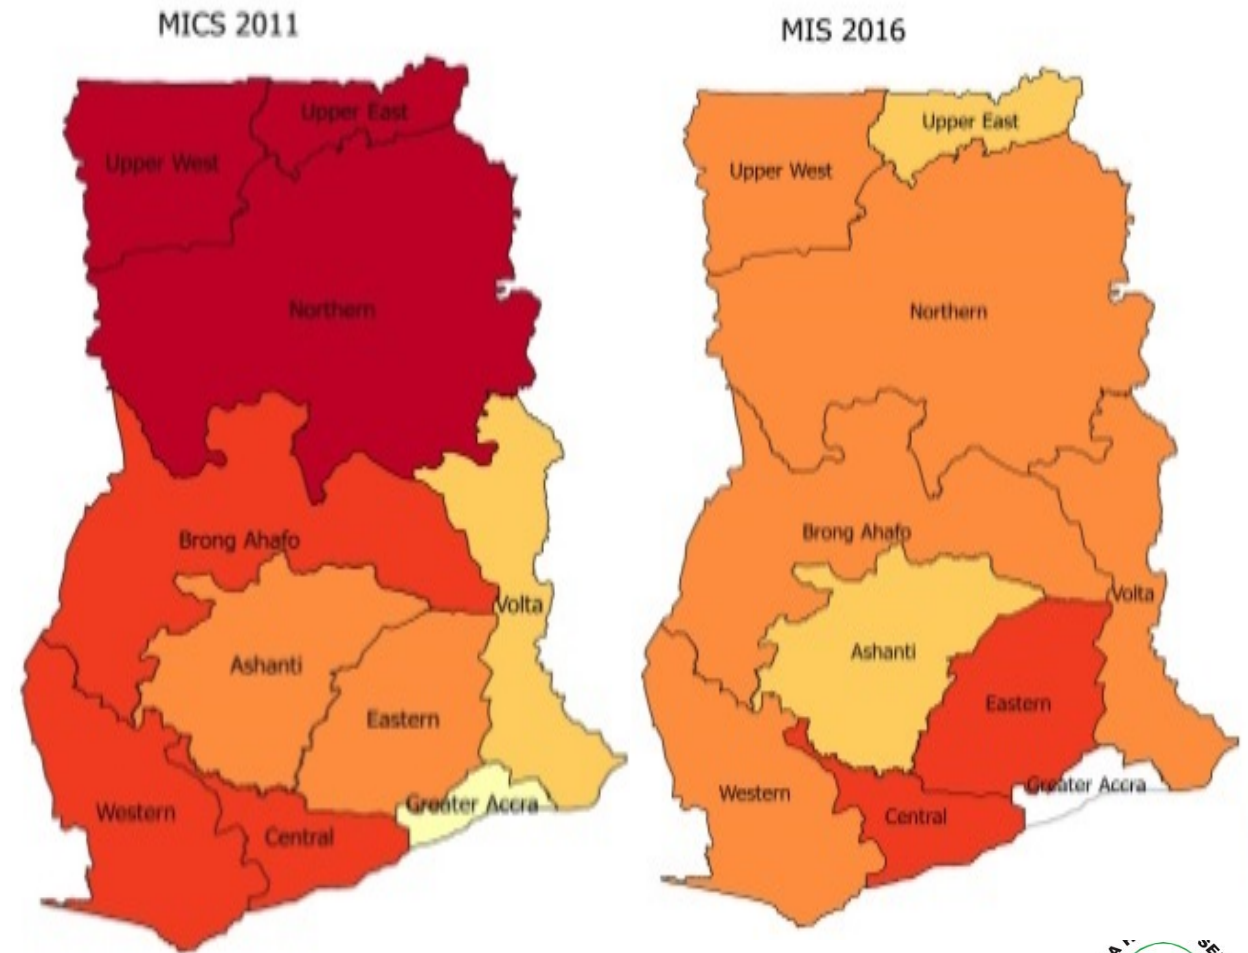 MICS 2011
Upper East
Upper West
Northern
Brong Ahafo
Volta
Ashanti
Eastern
Greater Accra
Western
Central
MIS 2016
Upper East
Upper West
Northern
Brong Ahafo
Volta
Ashanti
Eastern
Greater Accra
Western
Central